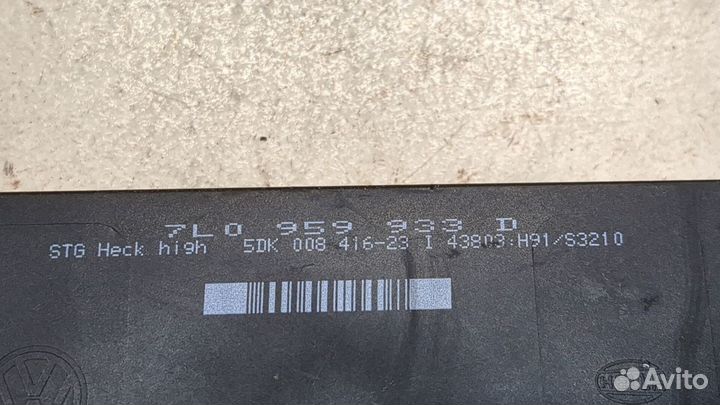 7L0 959 933 D
STG Heck high 5DK 008 416-23 I 43803:H91/S3210
Avito